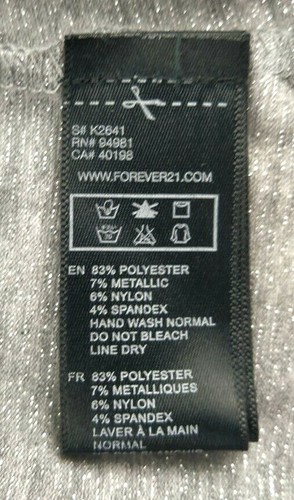 S# K2641
RN# 94981
CA# 40198
WWW.FOREVER21.COM
EN 83% POLYESTER
7% METALLIC
6% NYLON
4% SPANDEX
HAND WASH NORMAL
DO NOT BLEACH
LINE DRY
FR 83% POLYESTER
7% METALLIQUES
6% NYLON
4% SPANDEX
LAVER À LA MAIN
NORMAL